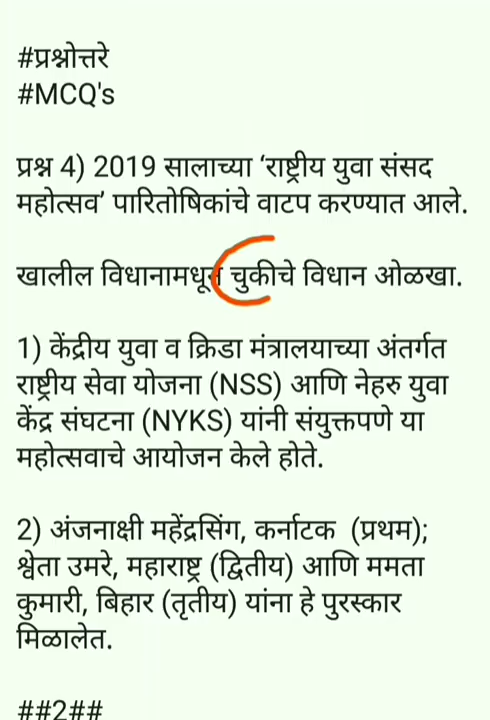 #प्रश्नोत्तरे
#MCQ's
प्रश्न 4) 2019 सालाच्या ‘राष्ट्रीय युवा संसद
महोत्सव’ पारितोषिकांचे वाटप करण्यात आले.
खालील विधानामधून चुकीचे विधान ओळखा.
1) केंद्रीय युवा व क्रिडा मंत्रालयाच्या अंतर्गत
राष्ट्रीय सेवा योजना (NSS) आणि नेहरु युवा
केंद्र संघटना (NYKS) यांनी संयुक्तपणे या
महोत्सवाचे आयोजन केले होते.
2) अंजनाक्षी महेंद्रसिंग, कर्नाटक (प्रथम);
श्वेता उमरे, महाराष्ट्र (द्वितीय) आणि ममता
कुमारी, बिहार (तृतीय) यांना हे पुरस्कार
मिळालेत.
##2##